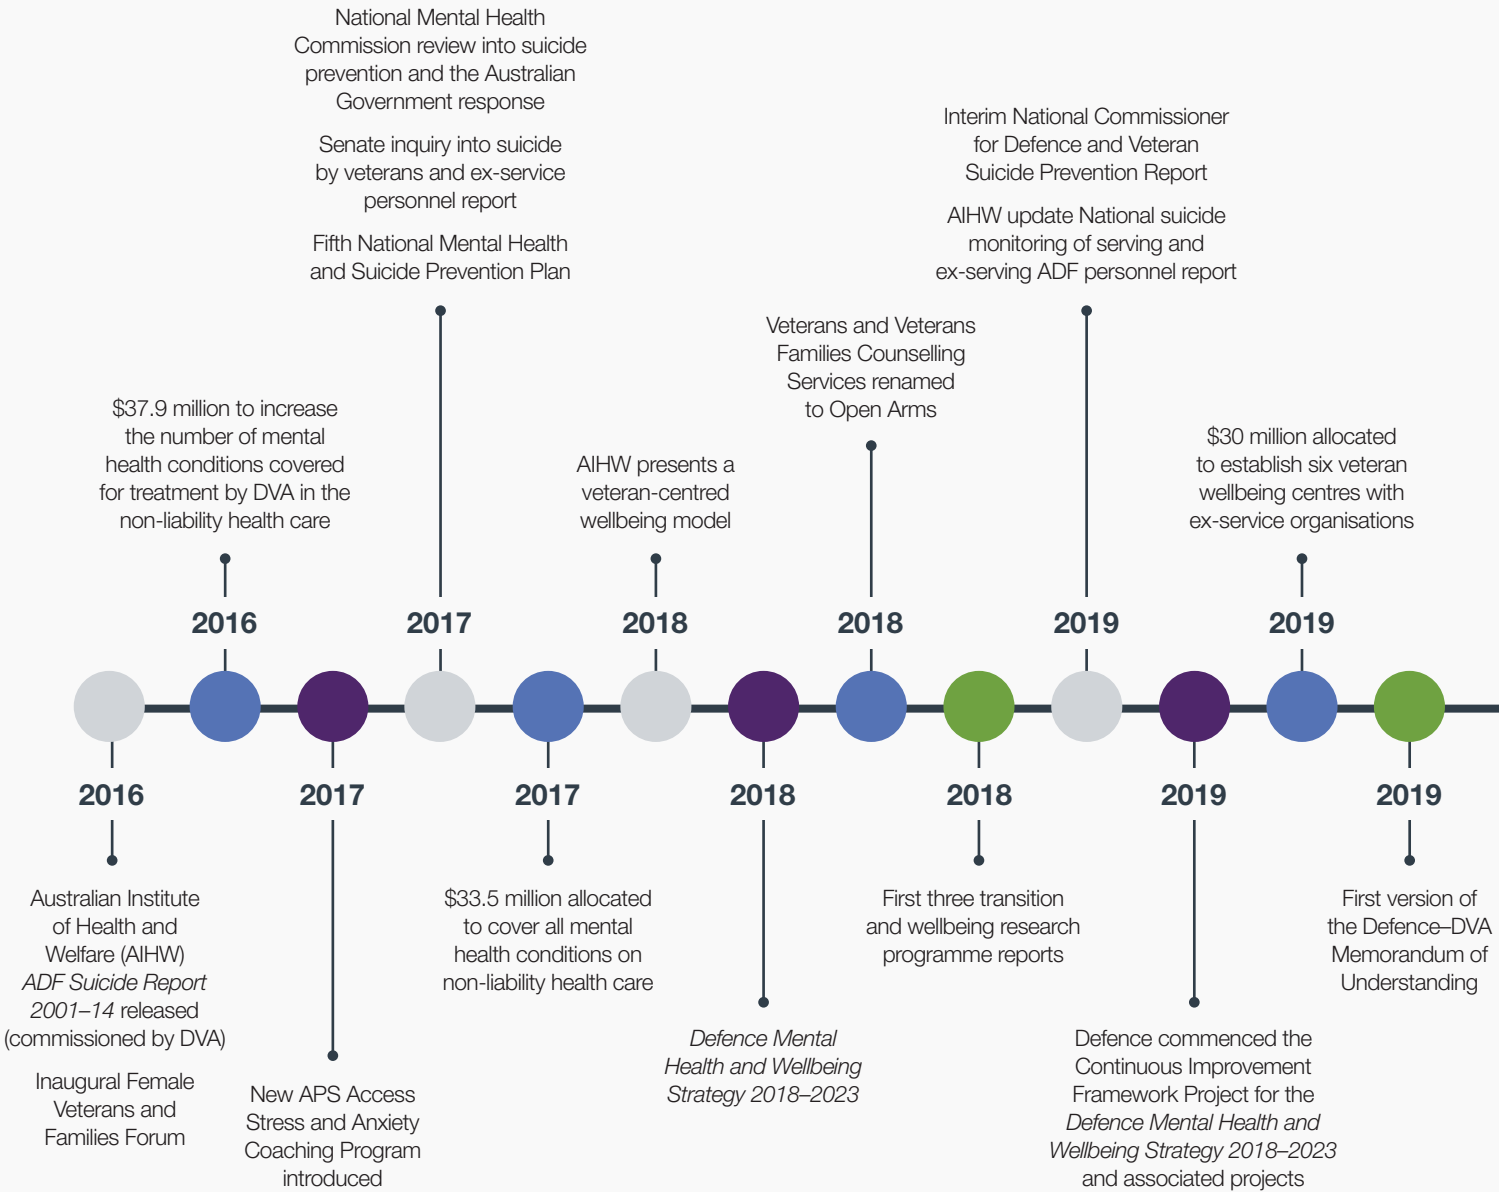 National Mental Health
Commission review into suicide
prevention and the Australian
Government response
Senate inquiry into suicide
by veterans and ex-service
personnel report
Fifth National Mental Health
and Suicide Prevention Plan
Interim National Commissioner
for Defence and Veteran
Suicide Prevention Report
AIHW update National suicide
monitoring of serving and
ex-serving ADF personnel report
Veterans and Veterans
Families Counselling
Services renamed
to Open Arms
$37.9 million to increase
the number of mental
health conditions covered
for treatment by DVA in the
non-liability health care
AIHW presents a
veteran-centred
wellbeing model
$30 million allocated
to establish six veteran
wellbeing centres with
ex-service organisations
2016
2017
2018
2018
2019
2019
2016
2017
2017
2018
2018
2019
2019
Australian Institute
of Health and
Welfare (AIHW)
ADF Suicide Report
2001–14 released
(commissioned by DVA)
Inaugural Female
Veterans and
Families Forum
New APS Access
Stress and Anxiety
Coaching Program
introduced
$33.5 million allocated
to cover all mental
health conditions on
non-liability health care
Defence Mental
Health and Wellbeing
Strategy 2018–2023
First three transition
and wellbeing research
programme reports
Defence commenced the
Continuous Improvement
Framework Project for the
Defence Mental Health and
Wellbeing Strategy 2018–2023
and associated projects
First version of
the Defence–DVA
Memorandum of
Understanding